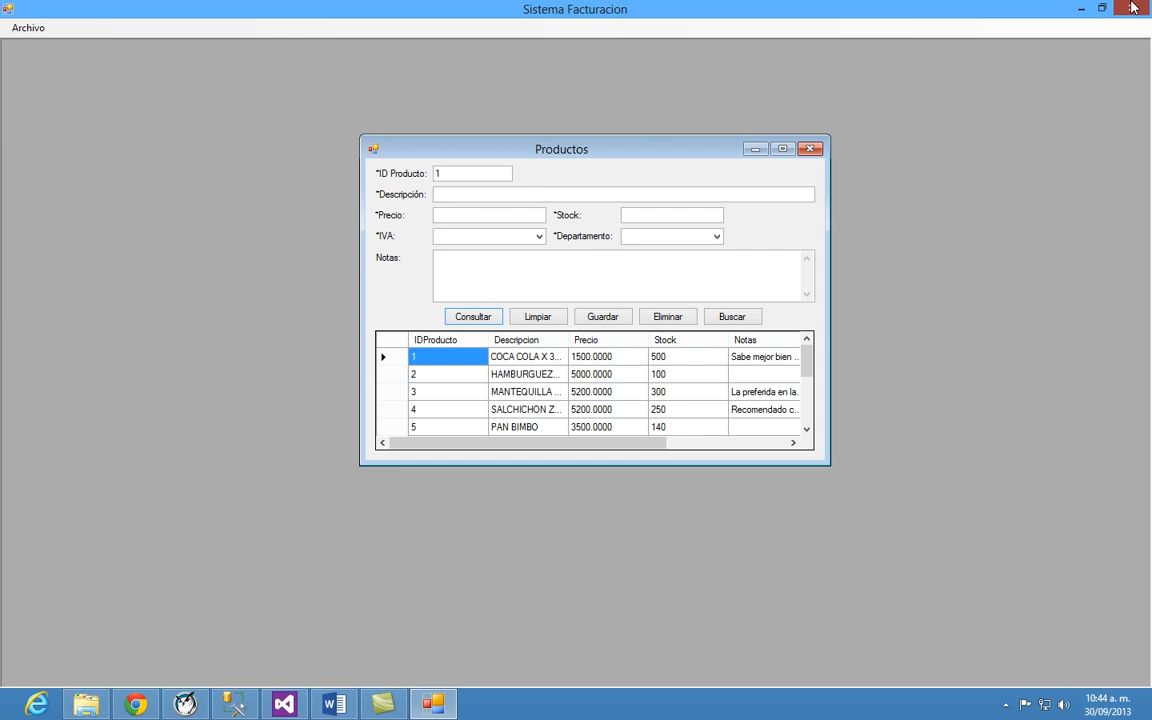 Sistema Facturacion
Archivo
Productos
*ID Producto: 1
*Descripción:
*Precio: *Stock:
*IVA: *Departamento:
Notas:
Consultar Limpiar Guardar Eliminar Buscar
IDProducto Descripcion Precio Stock Notas
1 COCA COLA X 3... 1500.0000 500 Sabe mejor bien ...
2 HAMBURGUEZ... 5000.0000 100
3 MANTEQUILLA ... 5200.0000 300 La preferida en la...
4 SALCHICHON Z... 5200.0000 250 Recomendado c...
5 PAN BIMBO 3500.0000 140
10:44 a. m.
30/09/2013